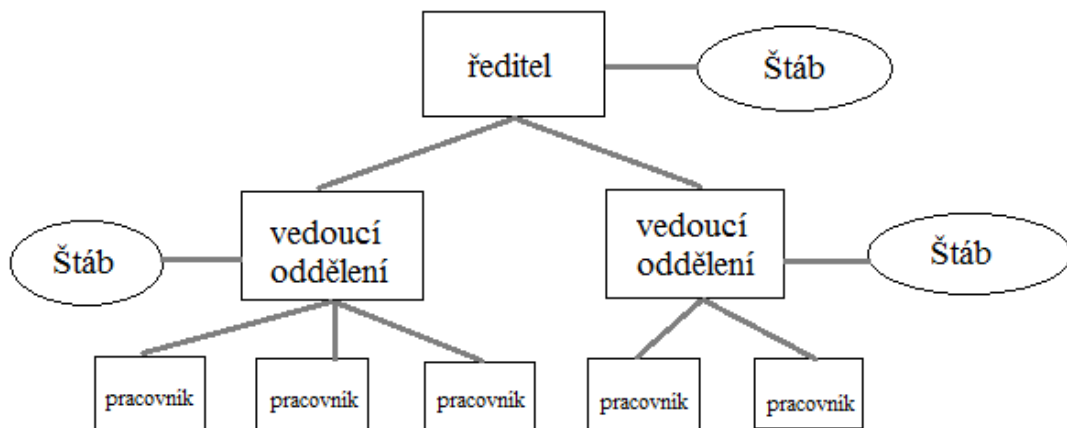 ředitel
Štáb
Štáb
vedoucí
oddělení
vedoucí
oddělení
Štáb
pracovník
pracovník
pracovník
pracovník
pracovník